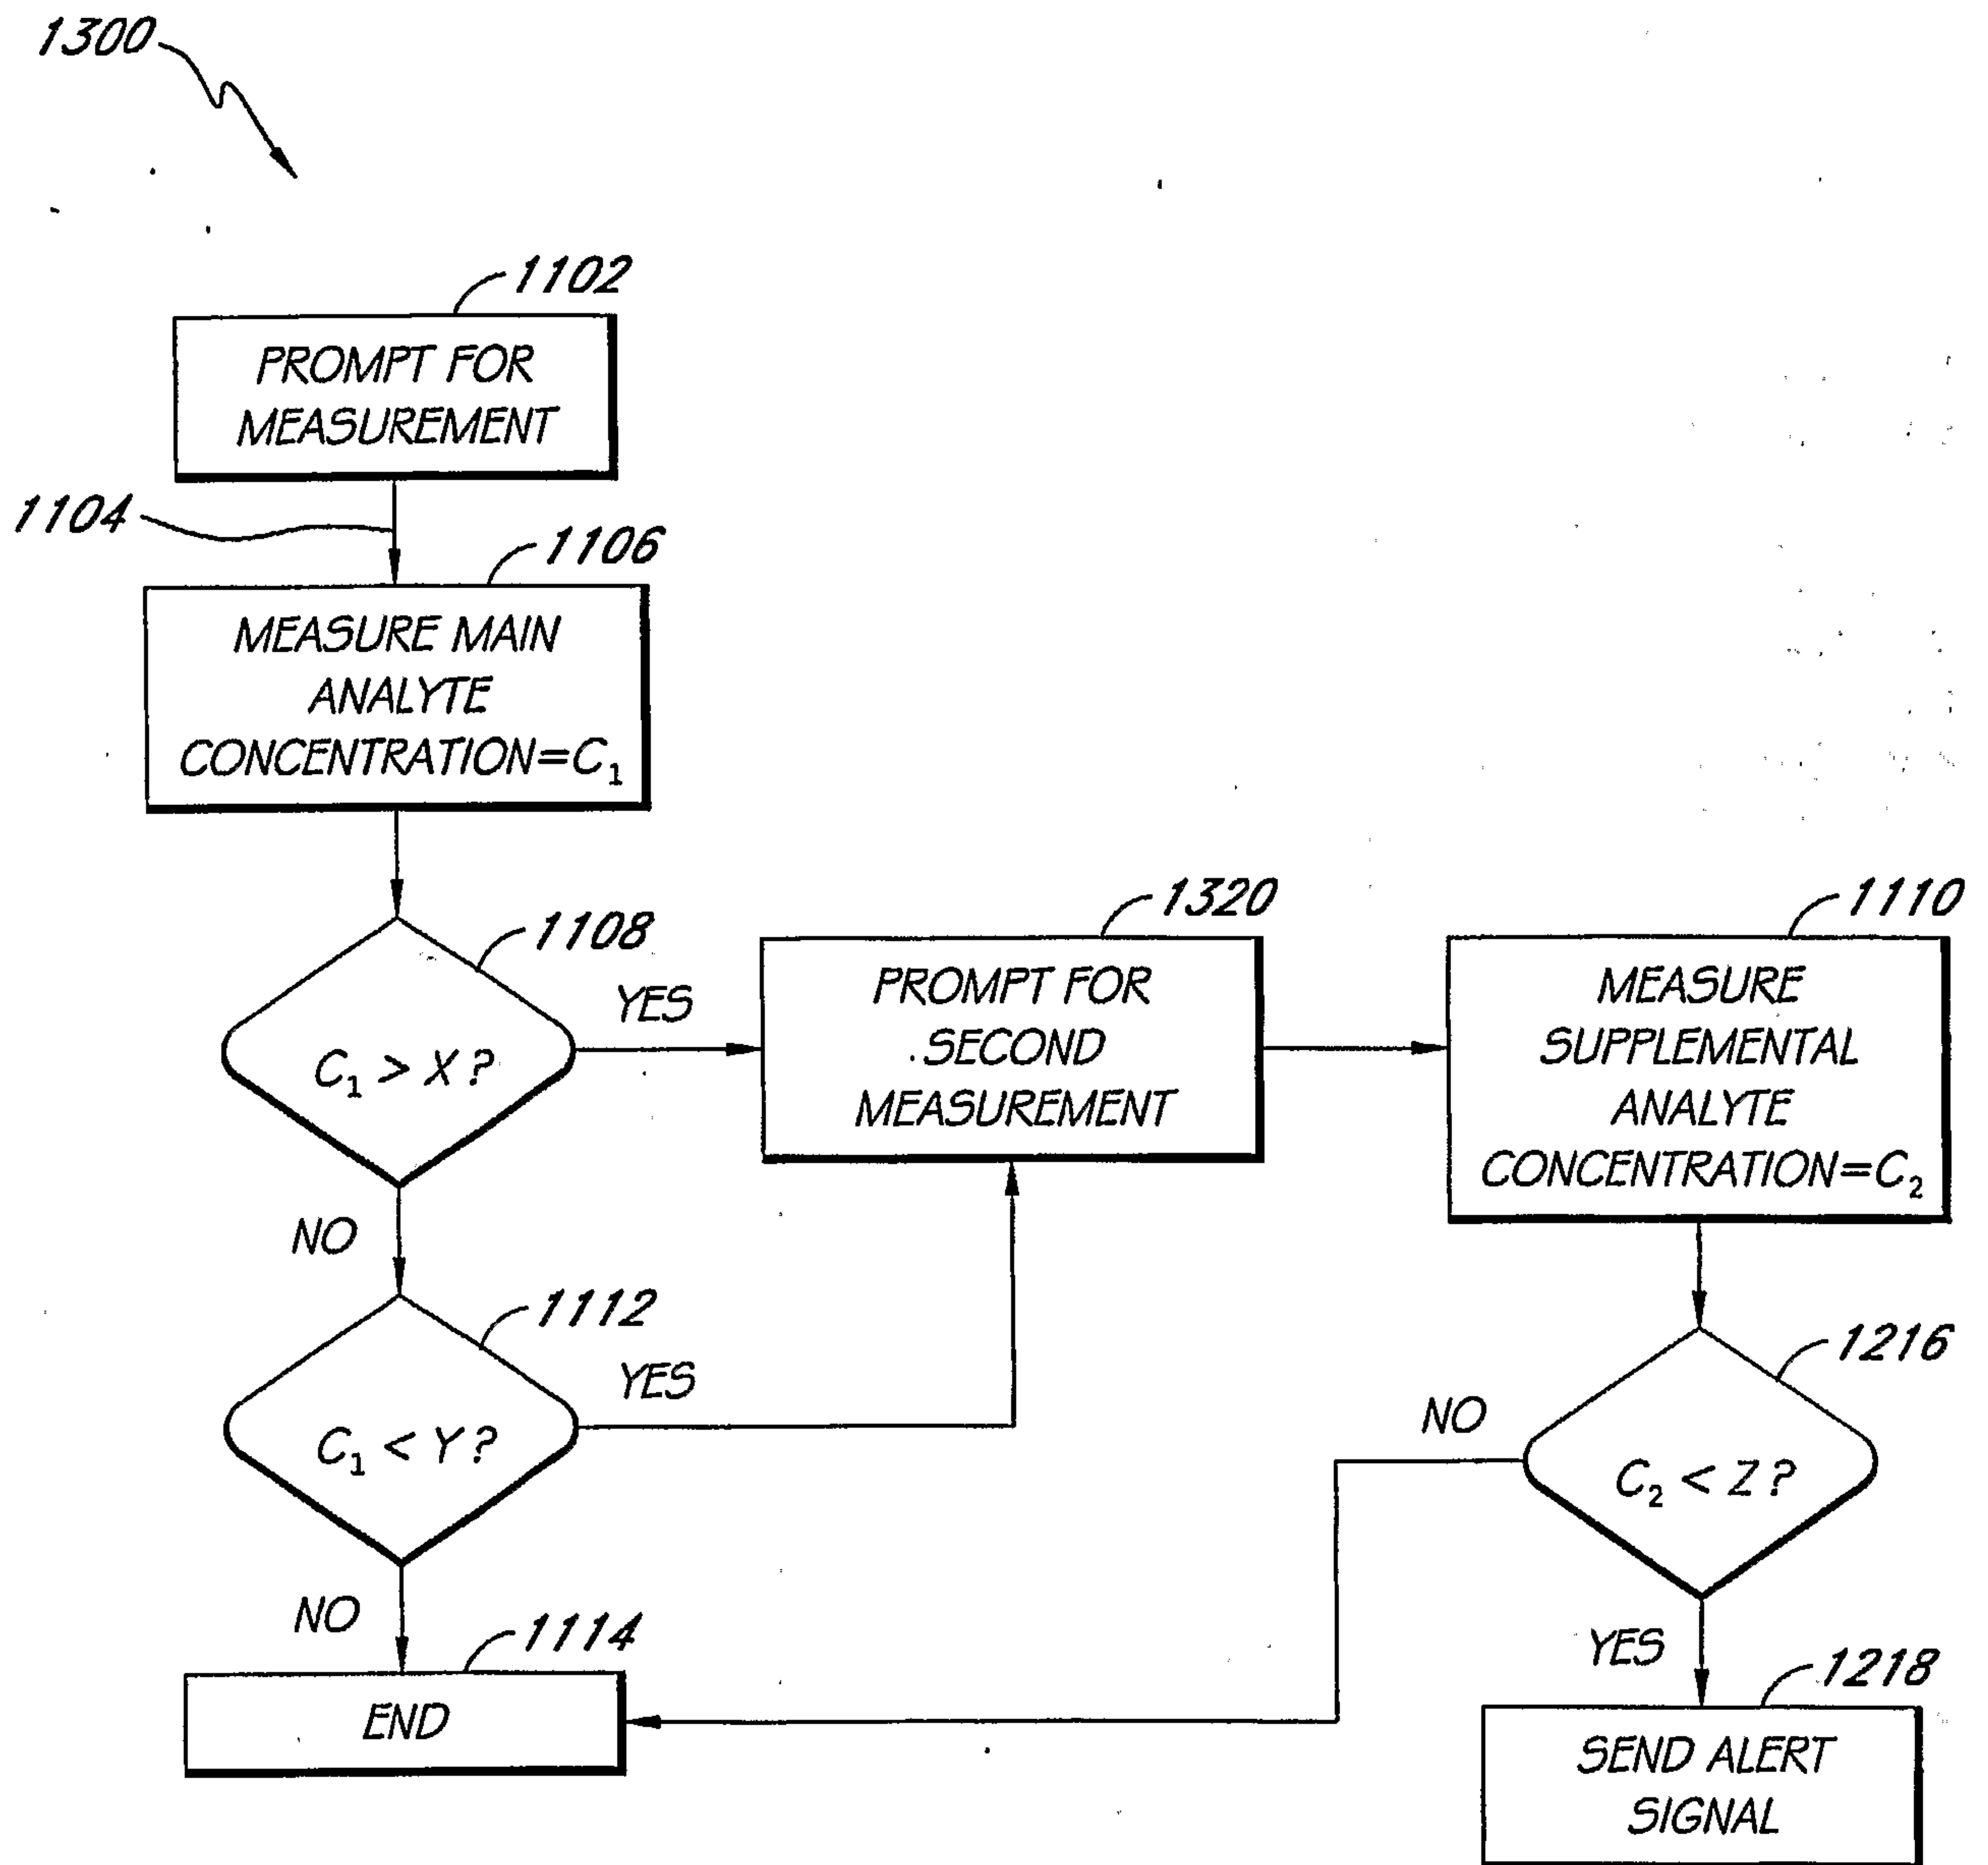 1300
1102
PROMPT FOR
MEASUREMENT
1104
1106
MEASURE MAIN
ANALYTE
CONCENTRATION=C₁
1108
C₁ > X?
YES
NO
1320
PROMPT FOR
SECOND
MEASUREMENT
1110
MEASURE
SUPPLEMENTAL
ANALYTE
CONCENTRATION=C₂
1112
C₁ < Y?
YES
NO
1216
C₂ < Z?
NO
YES
1114
END
1218
SEND ALERT
SIGNAL